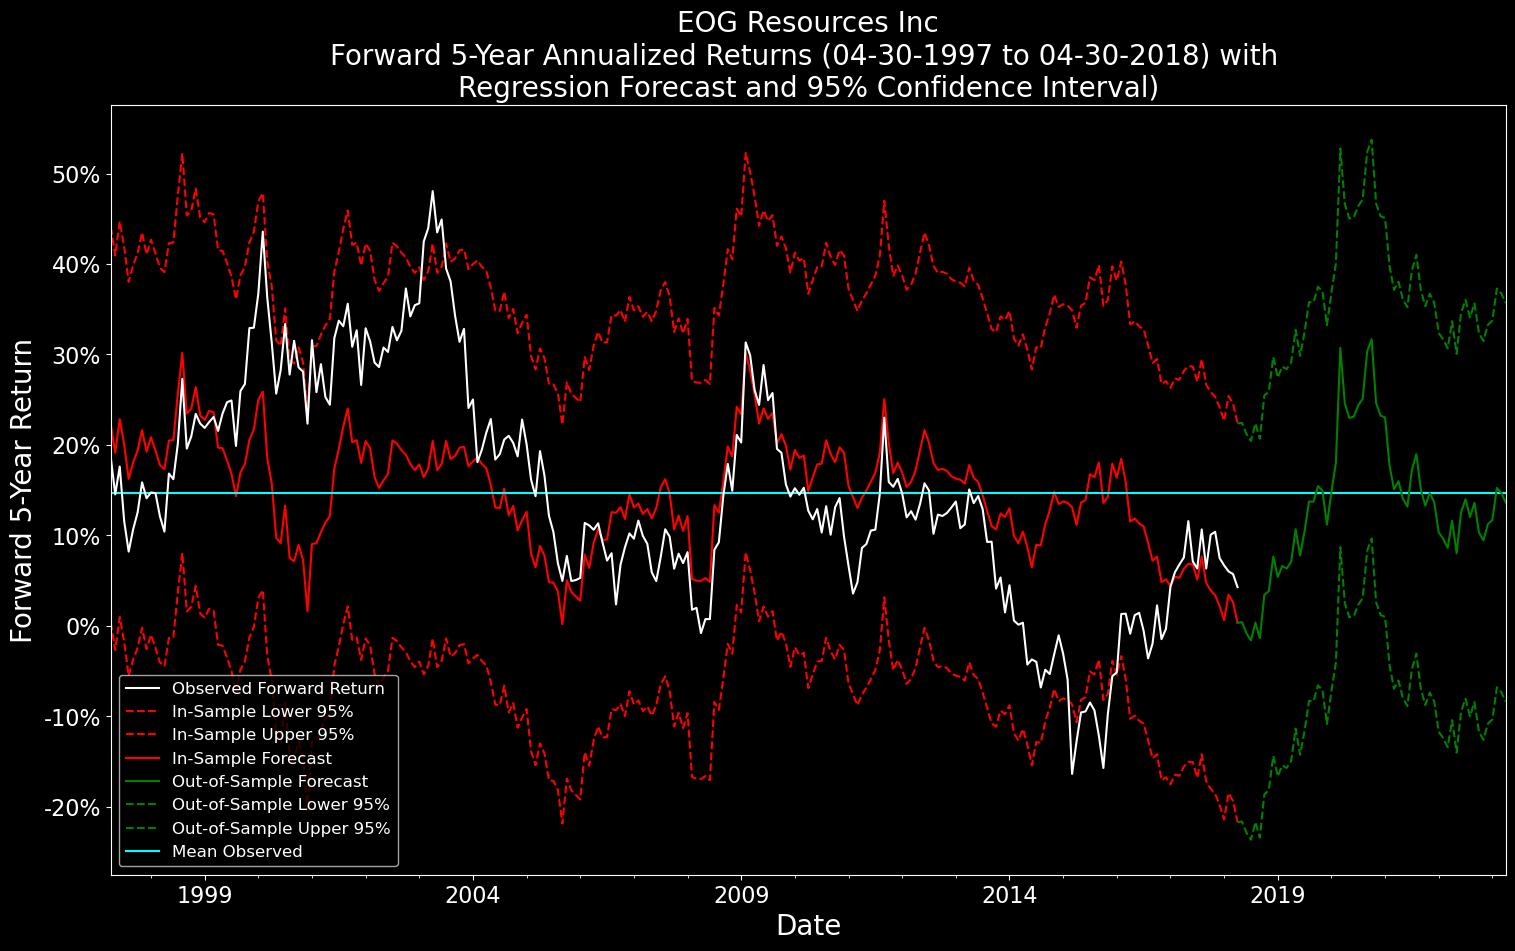 EOG Resources Inc
Forward 5-Year Annualized Returns (04-30-1997 to 04-30-2018) with
Regression Forecast and 95% Confidence Interval)
Forward 5-Year Return
50%
40%
30%
20%
10%
0%
-10%
-20%
Observed Forward Return
In-Sample Lower 95%
In-Sample Upper 95%
In-Sample Forecast
Out-of-Sample Forecast
Out-of-Sample Lower 95%
Out-of-Sample Upper 95%
Mean Observed
1999 2004 2009 2014 2019
Date